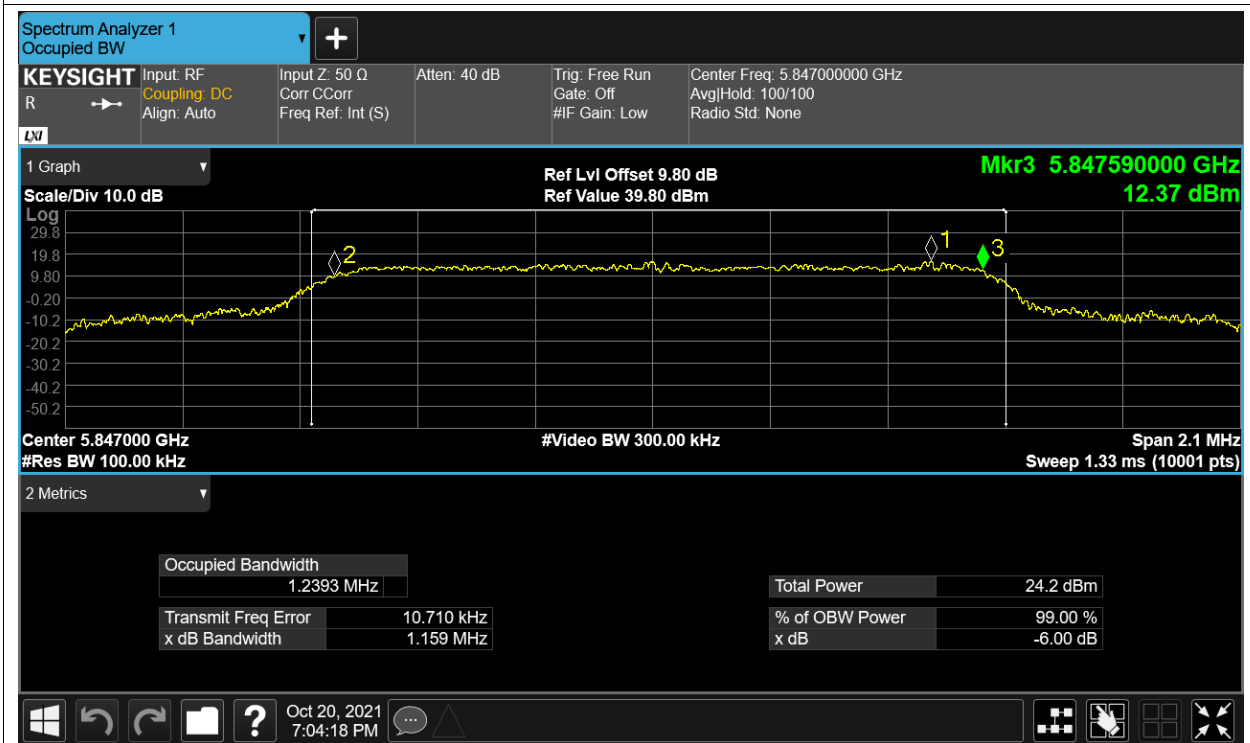 Spectrum Analyzer 1
Occupied BW
KEYSIGHT
R
LXI
Input: RF
Coupling: DC
Align: Auto
Input Z: 50 Ω
Corr CCorr
Freq Ref: Int (S)
Atten: 40 dB
Trig: Free Run
Gate: Off
#IF Gain: Low
Center Freq: 5.847000000 GHz
Avg|Hold: 100/100
Radio Std: None
1 Graph
Scale/Div 10.0 dB
Ref Lvl Offset 9.80 dB
Ref Value 39.80 dBm
Mkr3 5.847590000 GHz
12.37 dBm
Log
29.8
19.8
9.80
-0.20
-10.2
-20.2
-30.2
-40.2
-50.2
2
1
3
Center 5.847000 GHz
#Video BW 300.00 kHz
Span 2.1 MHz
#Res BW 100.00 kHz
Sweep 1.33 ms (10001 pts)
2 Metrics
Occupied Bandwidth
1.2393 MHz
Total Power 24.2 dBm
Transmit Freq Error 10.710 kHz
% of OBW Power 99.00 %
x dB Bandwidth 1.159 MHz
x dB -6.00 dB
?
Oct 20, 2021
7:04:18 PM